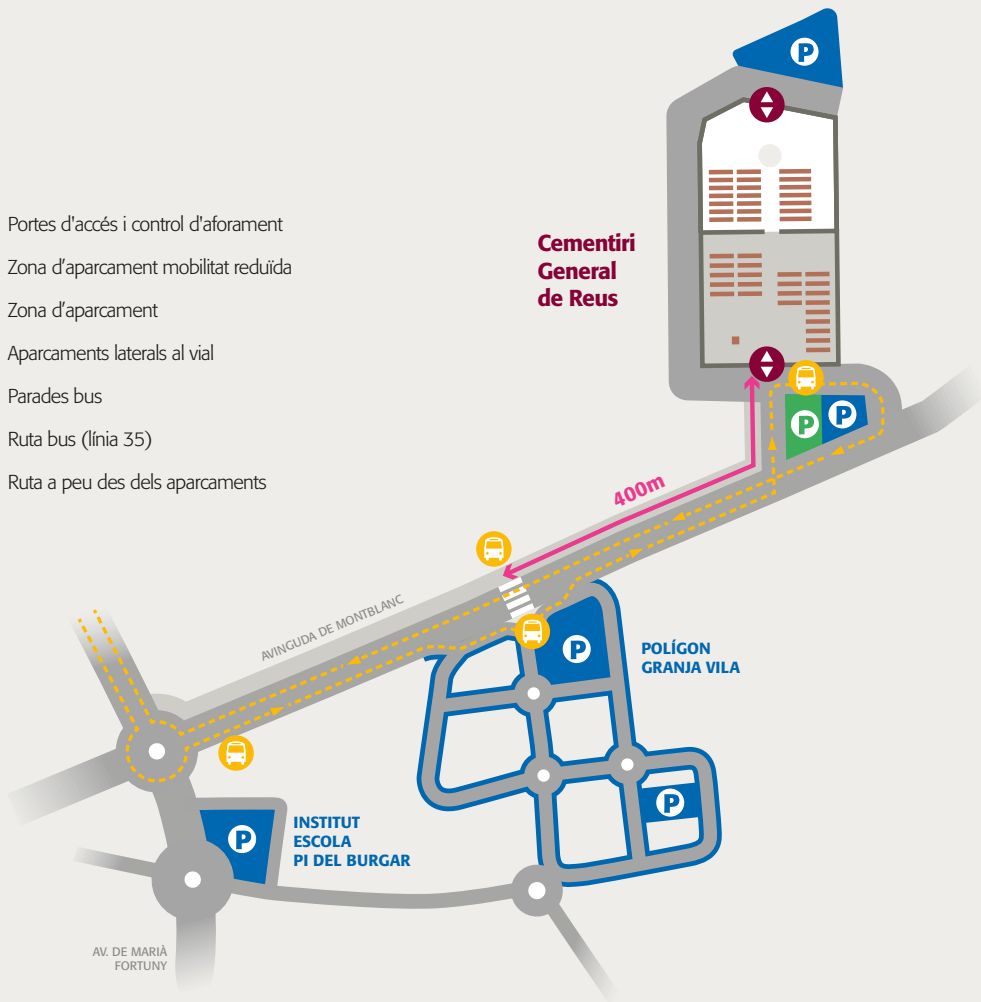 P
Portes d'accés i control d'aforament
Zona d'aparcament mobilitat reduïda
Zona d'aparcament
Aparcaments laterals al vial
Parades bus
Ruta bus (línia 35)
Ruta a peu des dels aparcaments
Cementiri
General
de Reus
P
P
400m
AVINGUDA DE MONTBLANC
P
POLÍGON
GRANJA VILA
P
P
INSTITUT
ESCOLA
PI DEL BURGAR
AV. DE MARIÀ
FORTUNY